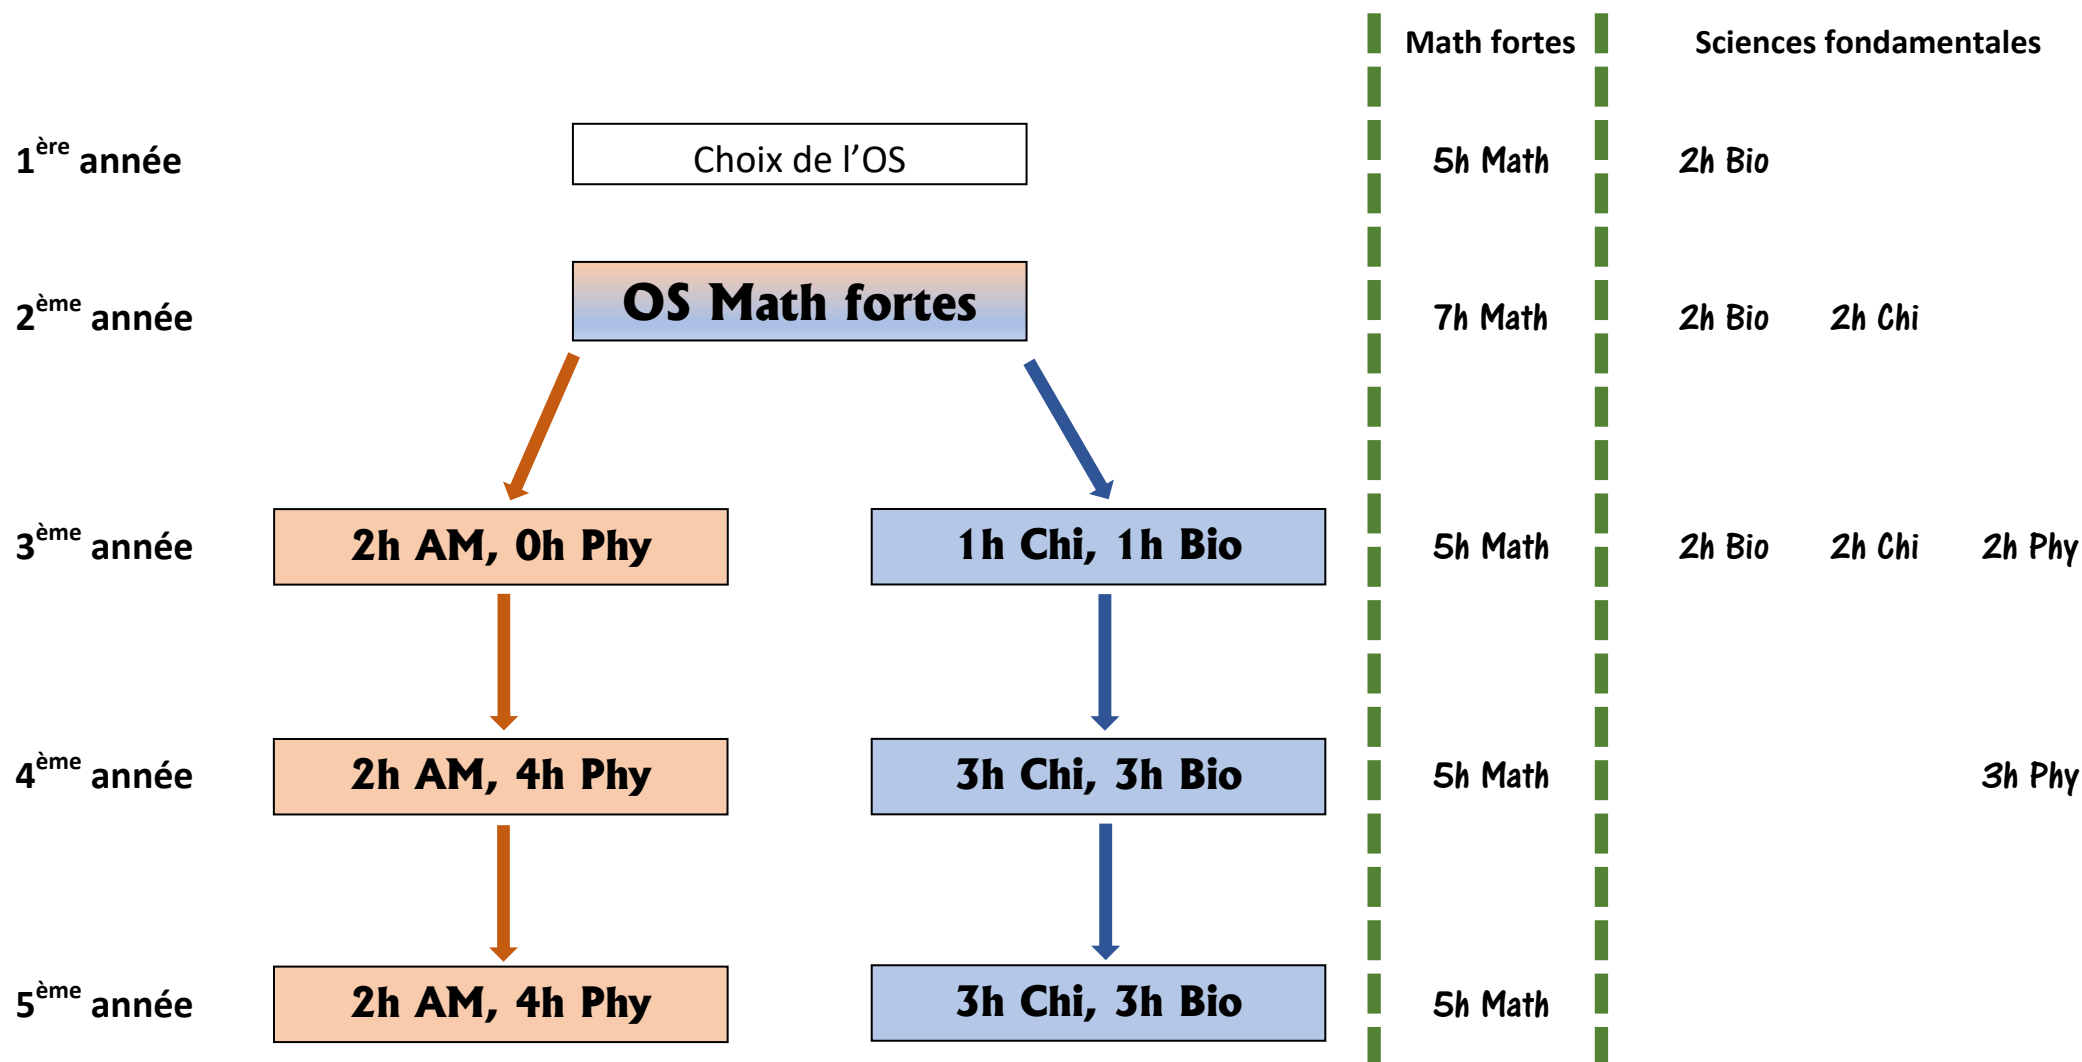 Math fortes Sciences fondamentales
1ère année Choix de l’OS 5h Math 2h Bio
2ème année OS Math fortes 7h Math 2h Bio 2h Chi
3ème année 2h AM, 0h Phy 1h Chi, 1h Bio 5h Math 2h Bio 2h Chi 2h Phy
4ème année 2h AM, 4h Phy 3h Chi, 3h Bio 5h Math 3h Phy
5ème année 2h AM, 4h Phy 3h Chi, 3h Bio 5h Math